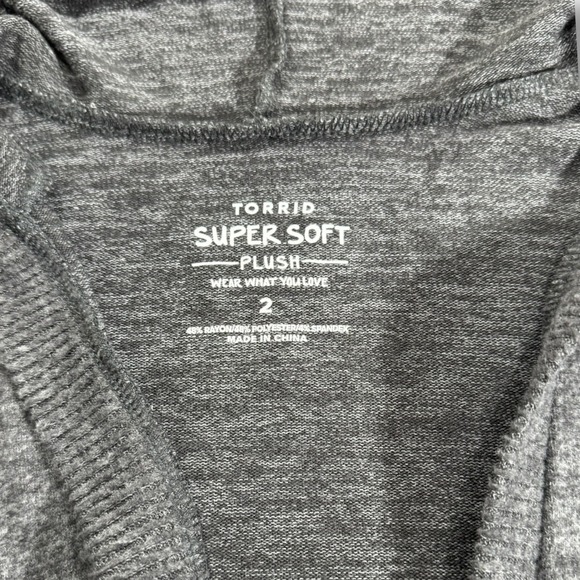 TORRID
SUPER SOFT
PLUSH
WEAR WHAT YOU LOVE
2
48% RAYON/48% POLYESTER/4% SPANDEX
MADE IN CHINA